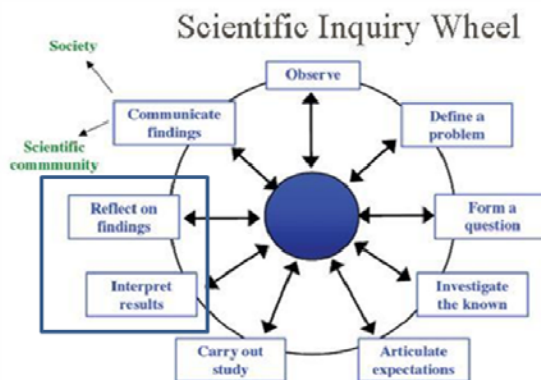 Scientific Inquiry Wheel
Society
Observe
Communicate
findings
Define a
problem
Scientific
commmunity
Reflect on
findings
Form a
question
Interpret
results
Investigate
the known
Carry out
study
Articulate
expectations